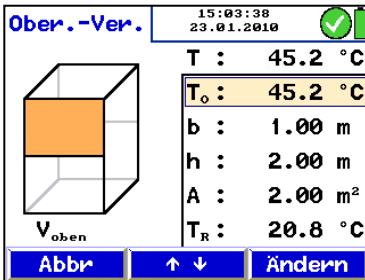 Ober.-Ver.
15:03:38
23.01.2010
T : 45.2 °C
To : 45.2 °C
b : 1.00 m
h : 2.00 m
A : 2.00 m²
TR : 20.8 °C
Voben
Abbr ↑ ↓ Ändern